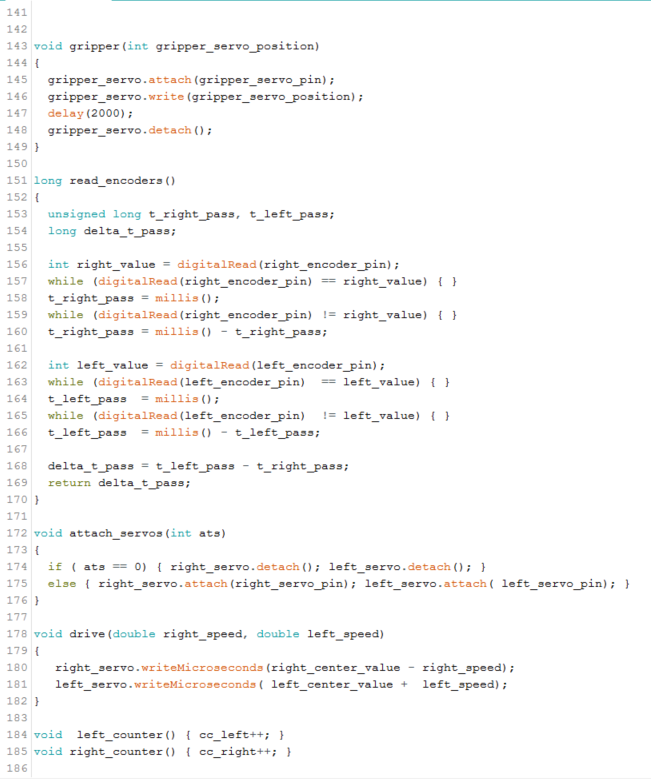 141
142
143 void gripper(int gripper_servo_position)
144 {
145   gripper_servo.attach(gripper_servo_pin);
146   gripper_servo.write(gripper_servo_position);
147   delay(2000);
148   gripper_servo.detach();
149 }
150
151 long read_encoders()
152 {
153   unsigned long t_right_pass, t_left_pass;
154   long delta_t_pass;
155
156   int right_value = digitalRead(right_encoder_pin);
157   while (digitalRead(right_encoder_pin) == right_value) { }
158   t_right_pass = millis();
159   while (digitalRead(right_encoder_pin) != right_value) { }
160   t_right_pass = millis() - t_right_pass;
161
162   int left_value = digitalRead(left_encoder_pin);
163   while (digitalRead(left_encoder_pin)  == left_value) { }
164   t_left_pass  = millis();
165   while (digitalRead(left_encoder_pin)  != left_value) { }
166   t_left_pass  = millis() - t_left_pass;
167
168   delta_t_pass = t_left_pass - t_right_pass;
169   return delta_t_pass;
170 }
171
172 void attach_servos(int ats)
173 {
174   if ( ats == 0) { right_servo.detach(); left_servo.detach(); }
175   else { right_servo.attach(right_servo_pin); left_servo.attach( left_servo_pin); }
176 }
177
178 void drive(double right_speed, double left_speed)
179 {
180    right_servo.writeMicroseconds(right_center_value - right_speed);
181    left_servo.writeMicroseconds( left_center_value +  left_speed);
182 }
183
184 void  left_counter() { cc_left++; }
185 void right_counter() { cc_right++; }
186